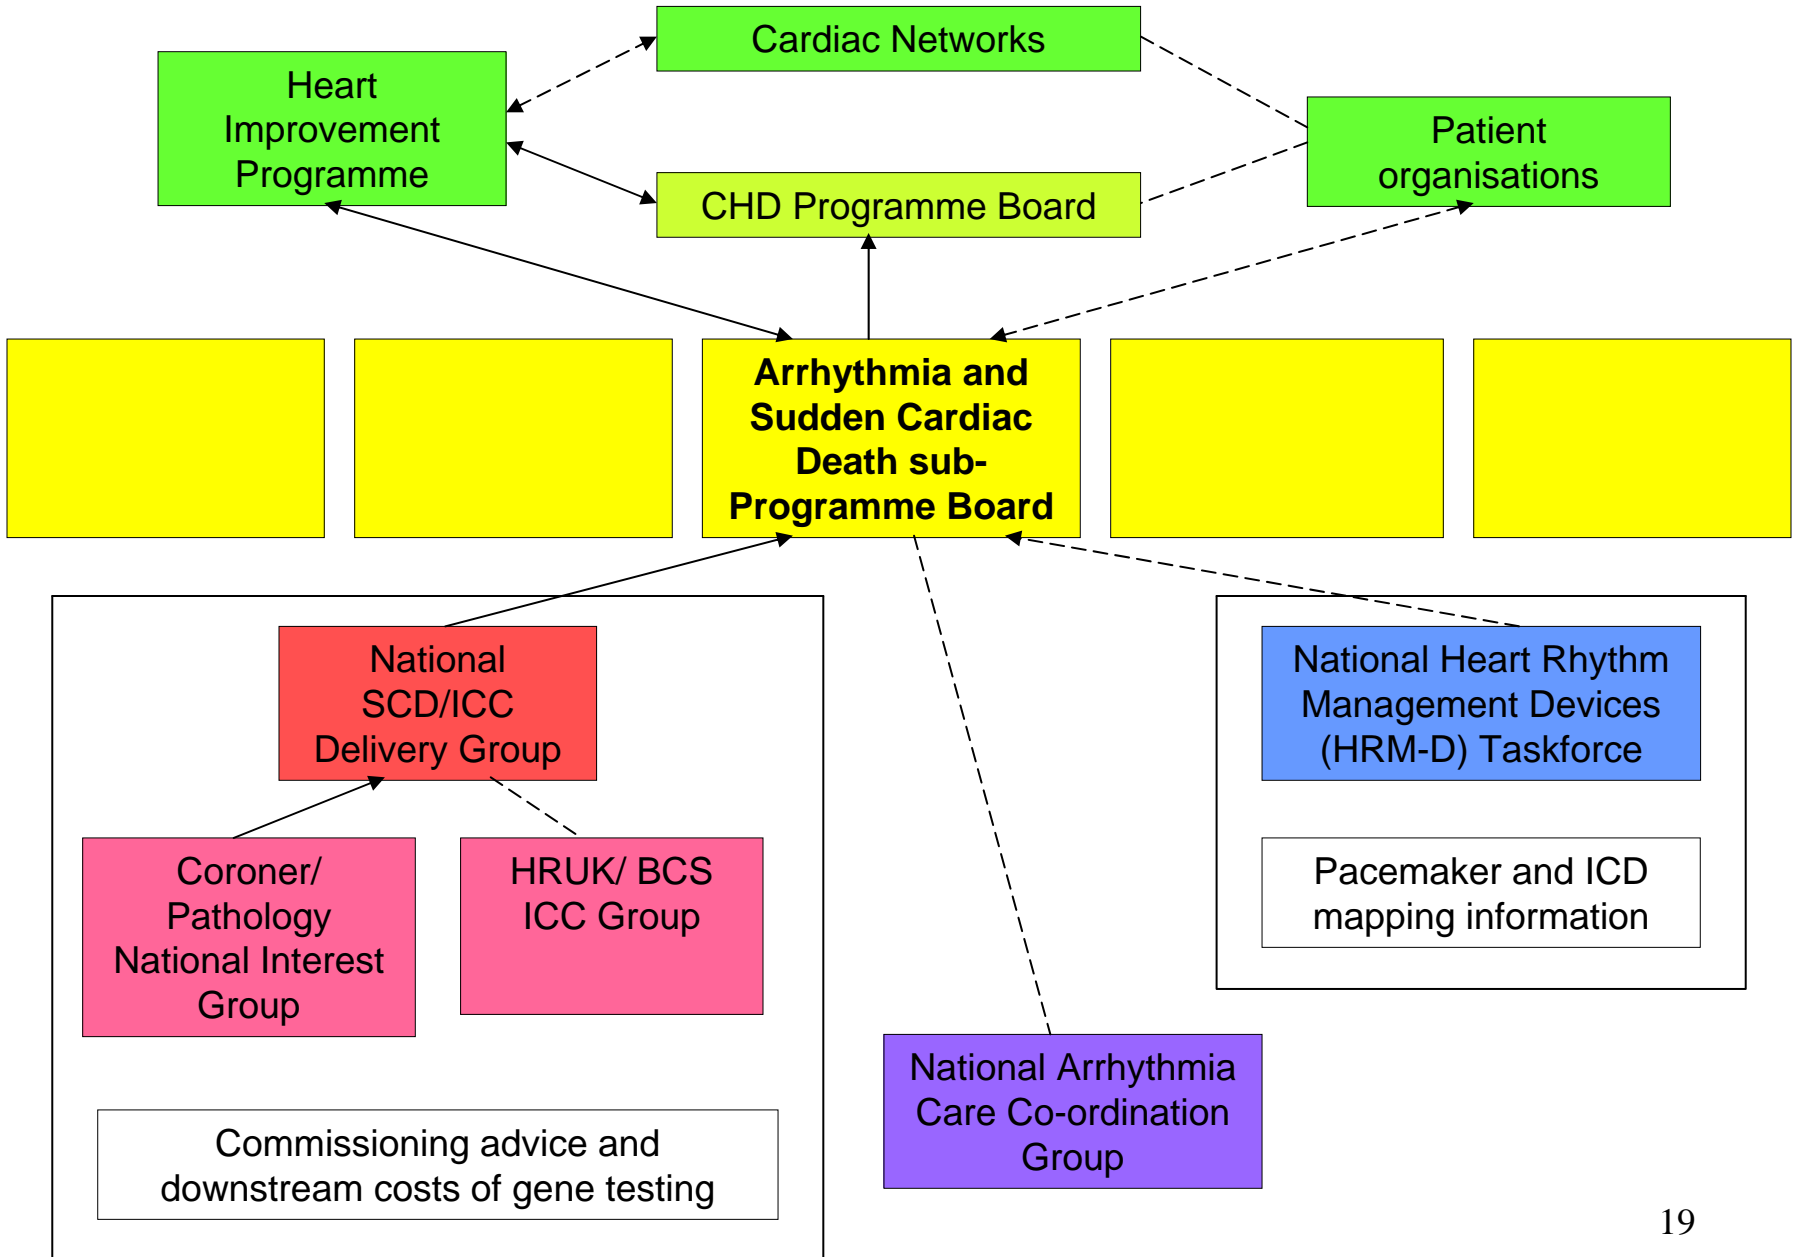 Cardiac Networks
Heart
Improvement
Programme
Patient
organisations
CHD Programme Board
Arrhythmia and
Sudden Cardiac
Death sub-
Programme Board
National
SCD/ICC
Delivery Group
National Heart Rhythm
Management Devices
(HRM-D) Taskforce
Coroner/
Pathology
National Interest
Group
HRUK/ BCS
ICC Group
Pacemaker and ICD
mapping information
National Arrhythmia
Care Co-ordination
Group
Commissioning advice and
downstream costs of gene testing
19